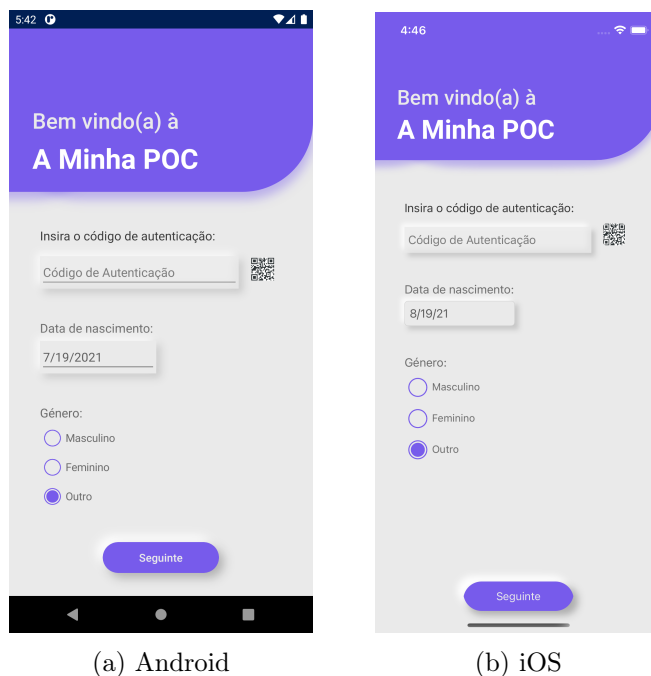 5:42
Bem vindo(a) à
A Minha POC
Insira o código de autenticação:
Código de Autenticação
Data de nascimento:
7/19/2021
Género:
Masculino
Feminino
Outro
Seguinte
(a) Android
4:46
Bem vindo(a) à
A Minha POC
Insira o código de autenticação:
Código de Autenticação
Data de nascimento:
8/19/21
Género:
Masculino
Feminino
Outro
Seguinte
(b) iOS